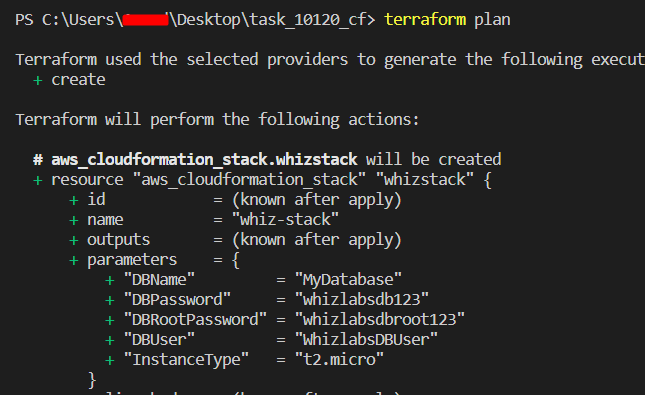 PS C:\Users\ \Desktop\task_10120_cf> terraform plan
Terraform used the selected providers to generate the following execut
+ create
Terraform will perform the following actions:
# aws_cloudformation_stack.whizstack will be created
+ resource "aws_cloudformation_stack" "whizstack" {
+ id = (known after apply)
+ name = "whiz-stack"
+ outputs = (known after apply)
+ parameters = {
+ "DBName" = "MyDatabase"
+ "DBPassword" = "whizlabsdb123"
+ "DBRootPassword" = "whizlabsdbroot123"
+ "DBUser" = "WhizlabsDBUser"
+ "InstanceType" = "t2.micro"
}